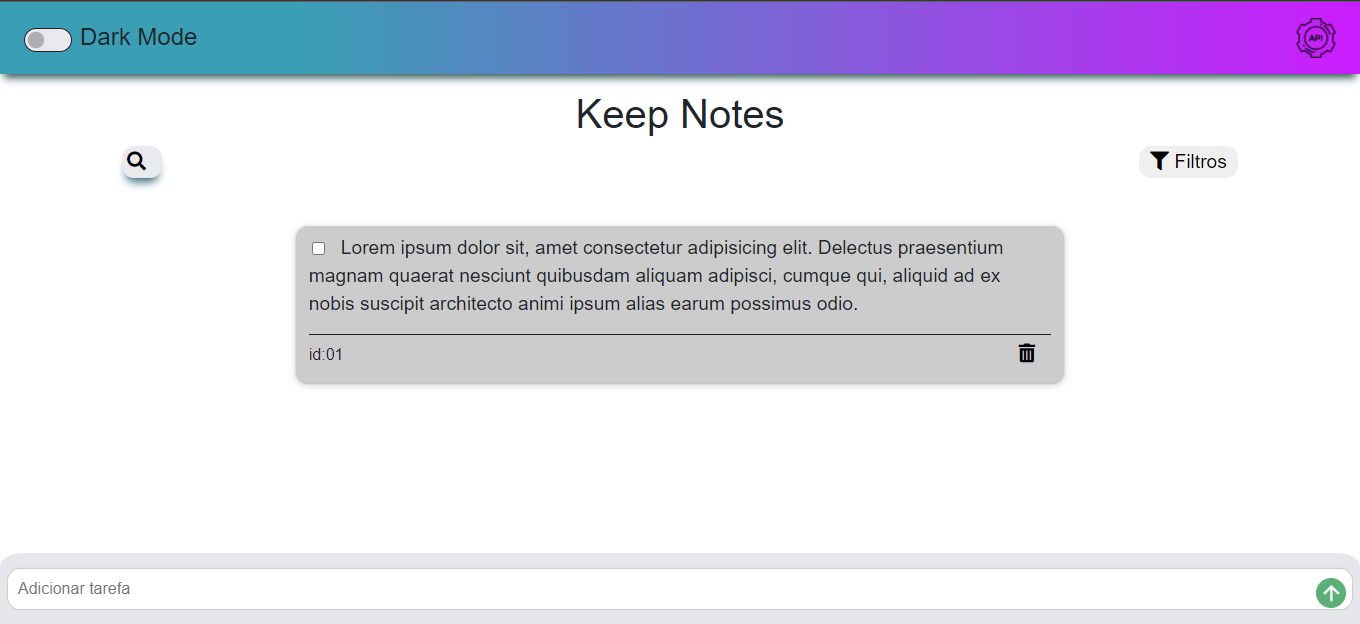 Dark Mode
API
Keep Notes
Filtros
Lorem ipsum dolor sit, amet consectetur adipisicing elit. Delectus praesentium
magnam quaerat nesciunt quibusdam aliquam adipisci, cumque qui, aliquid ad ex
nobis suscipit architecto animi ipsum alias earum possimus odio.
id:01
Adicionar tarefa